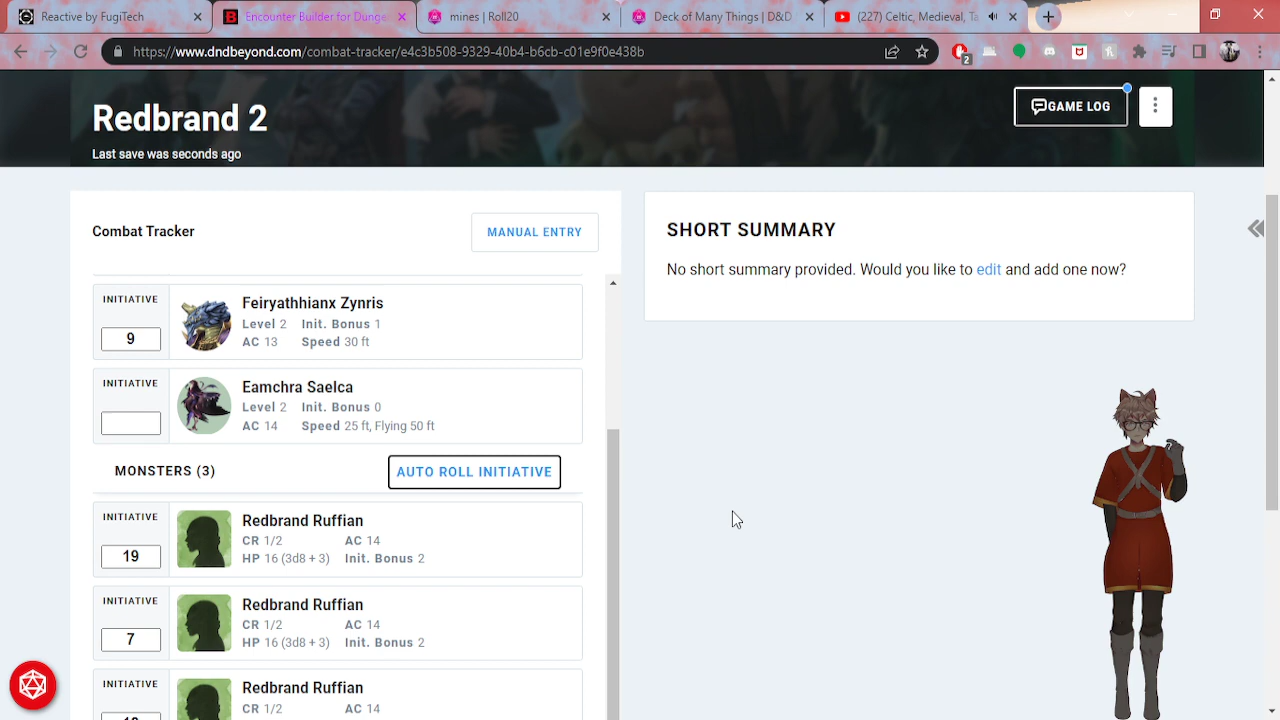 Reactive by FugiTech
Encounter Builder for Dunge
mines | Roll20
Deck of Many Things | D&D
(227) Celtic, Medieval, Ta
https://www.dndbeyond.com/combat-tracker/e4c3b508-9329-40b4-b6cb-c01e9f0e438b
2
Redbrand 2
Last save was seconds ago
GAME LOG
Combat Tracker
MANUAL ENTRY
INITIATIVE
9
Feiryathhianx Zynris
Level 2 Init. Bonus 1
AC 13 Speed 30 ft
INITIATIVE
Eamchra Saelca
Level 2 Init. Bonus 0
AC 14 Speed 25 ft, Flying 50 ft
MONSTERS (3)
AUTO ROLL INITIATIVE
INITIATIVE
19
Redbrand Ruffian
CR 1/2 AC 14
HP 16 (3d8 + 3) Init. Bonus 2
INITIATIVE
7
Redbrand Ruffian
CR 1/2 AC 14
HP 16 (3d8 + 3) Init. Bonus 2
INITIATIVE
Redbrand Ruffian
CR 1/2 AC 14
SHORT SUMMARY
No short summary provided. Would you like to edit and add one now?